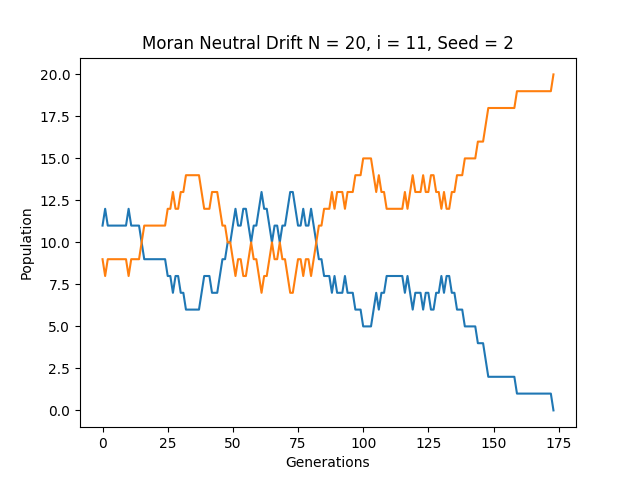 Moran Neutral Drift N = 20, i = 11, Seed = 2
20.0
17.5
15.0
12.5
10.0
7.5
5.0
2.5
0.0
Population
0 25 50 75 100 125 150 175
Generations